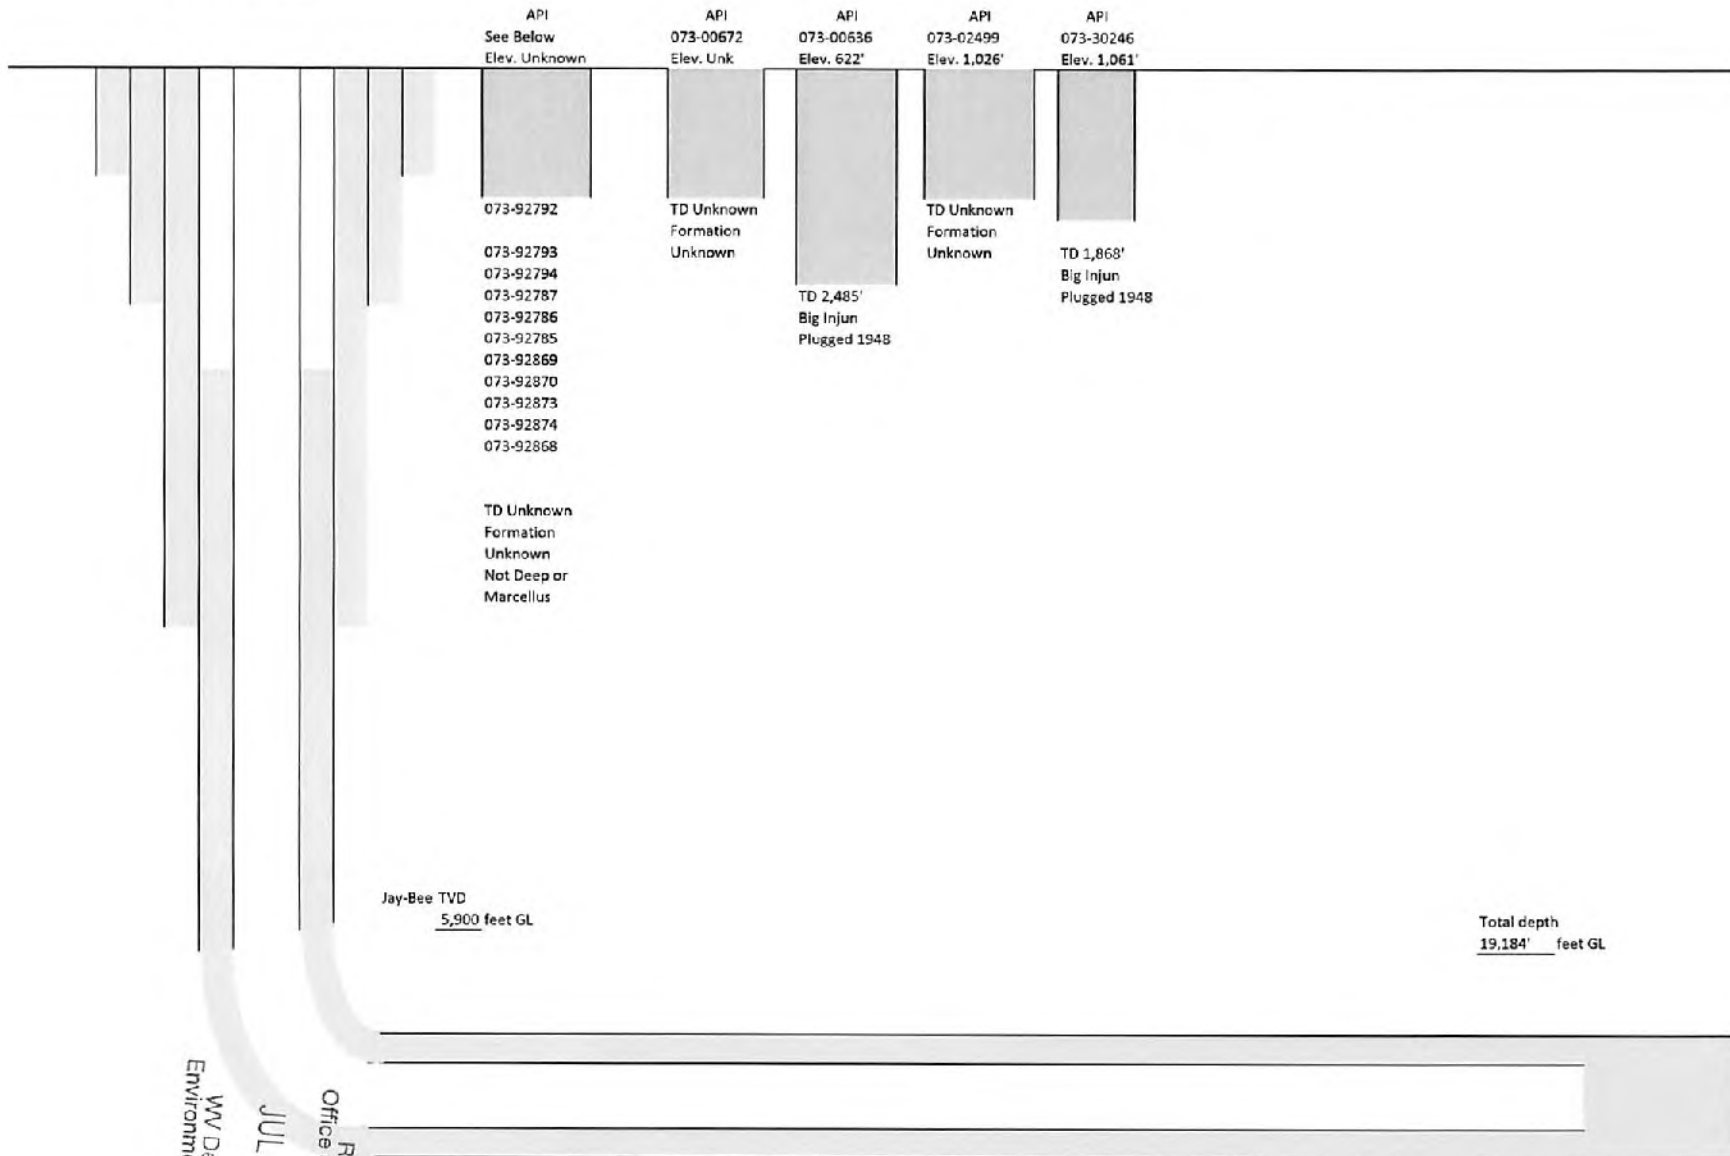 API
See Below
Elev. Unknown
073-92792
073-92793
073-92794
073-92787
073-92786
073-92785
073-92869
073-92870
073-92873
073-92874
073-92868
TD Unknown
Formation
Unknown
Not Deep or
Marcellus
API
073-00672
Elev. Unk
TD Unknown
Formation
Unknown
API
073-00636
Elev. 622'
TD 2,485'
Big Injun
Plugged 1948
API
073-02499
Elev. 1,026'
TD Unknown
Formation
Unknown
API
073-30246
Elev. 1,061'
TD 1,868'
Big Injun
Plugged 1948
Jay-Bee TVD
5,900 feet GL
Total depth
19,184' feet GL
Office
JUL
WV